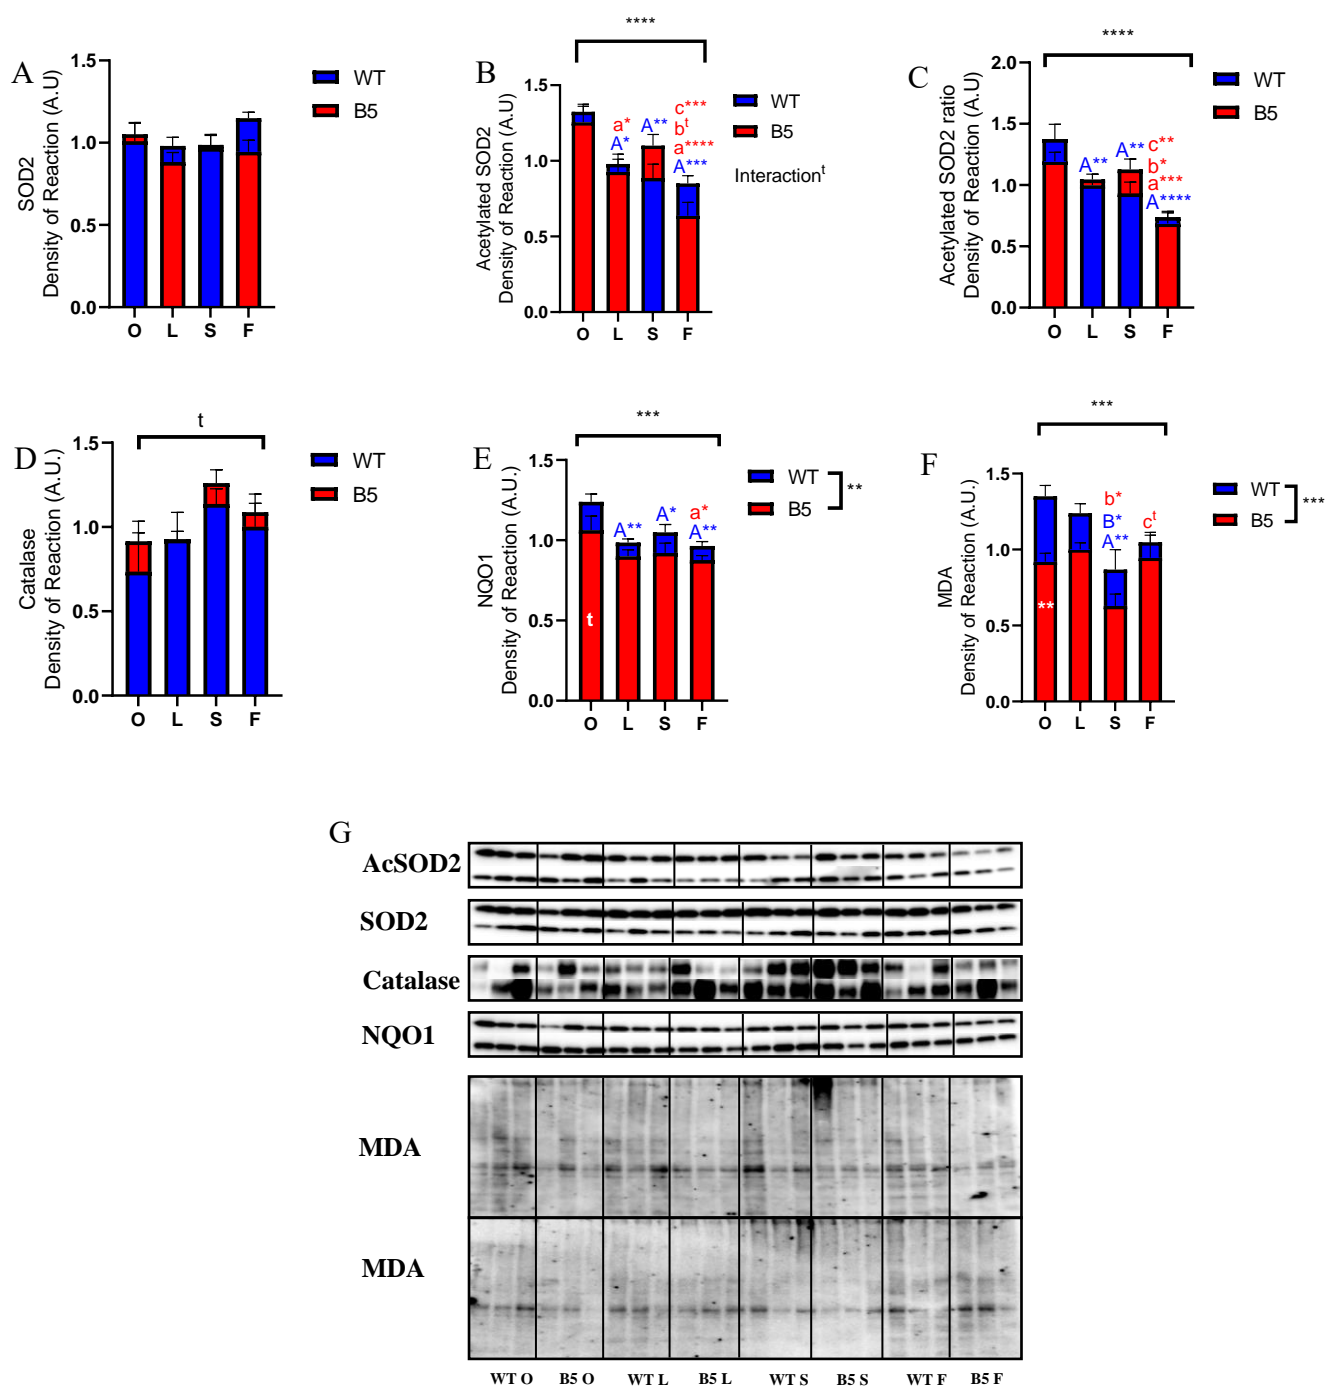 A
SOD2
Density of Reaction (A.U)
1.5
1.0
0.5
0.0
O L S F
WT
B5
B
****
Acetylated SOD2
Density of Reaction (A.U)
1.5
1.0
0.5
0.0
a*
A*
A**
c***
b^t
a****
A***
O L S F
WT
B5
Interaction^t
C
****
Acetylated SOD2 ratio
Density of Reaction (A.U)
2.0
1.5
1.0
0.5
0.0
A**
A**
c**
b*
a***
A****
O L S F
WT
B5
D
t
Catalase
Density of Reaction (A.U.)
1.5
1.0
0.5
0.0
O L S F
WT
B5
E
***
NQO1
Density of Reaction (A.U.)
1.5
1.0
0.5
0.0
t
A**
A*
a*
A**
O L S F
WT
B5
**
F
***
MDA
Density of Reaction (A.U.)
1.5
1.0
0.5
0.0
**
b*
B*
A**
c^t
O L S F
WT
B5
***
G
AcSOD2
SOD2
Catalase
NQO1
MDA
MDA
WT O B5 O WT L B5 L WT S B5 S WT F B5 F